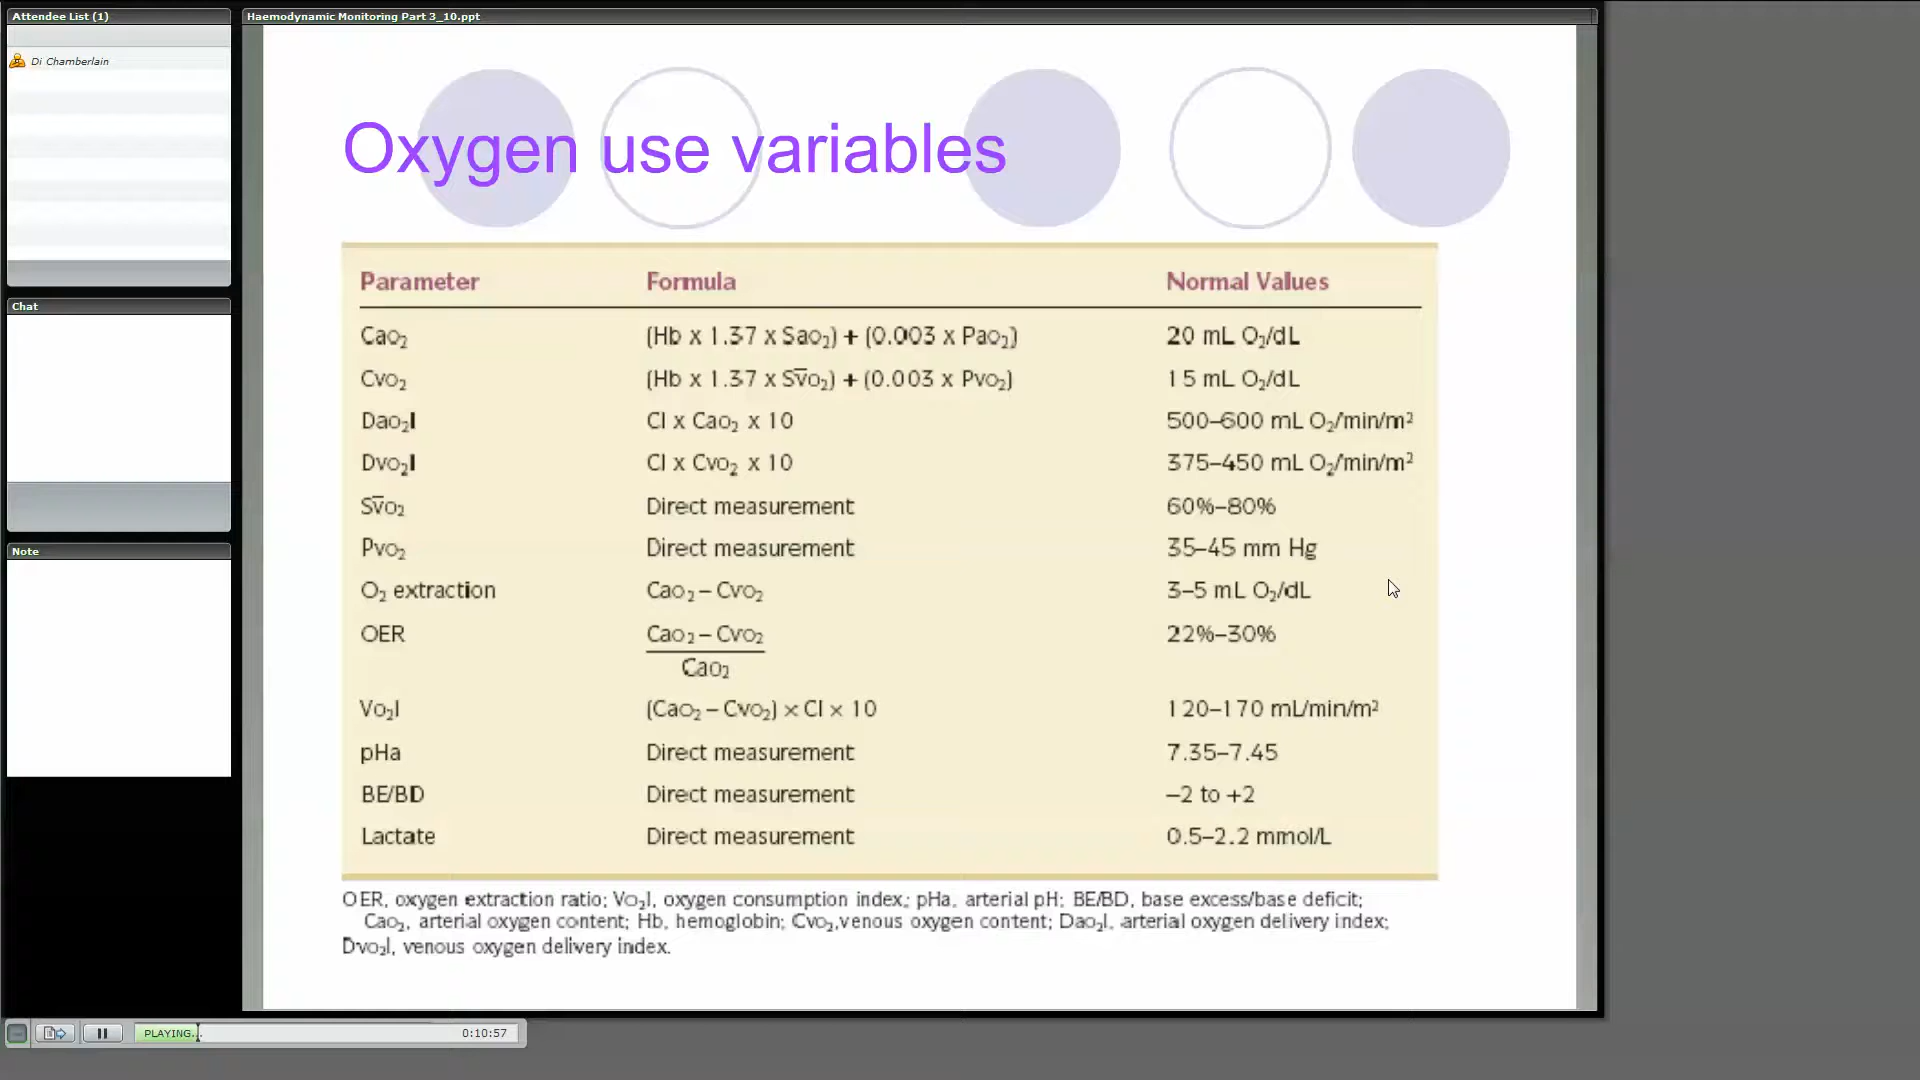 Attendee List (1)
Di Chamberlain
Chat
Note
Haemodynamic Monitoring Part 3_10.ppt
Oxygen use variables
Parameter Formula Normal Values
Cao₂ (Hb x 1.37 x Sao₂) + (0.003 x Pao₂) 20 mL O₂/dL
Cvo₂ (Hb x 1.37 x Sv̄o₂) + (0.003 x Pvo₂) 15 mL O₂/dL
Dao₂I CI x Cao₂ x 10 500–600 mL O₂/min/m²
Dvo₂I CI x Cvo₂ x 10 375–450 mL O₂/min/m²
Sv̄o₂ Direct measurement 60%–80%
Pvo₂ Direct measurement 35–45 mm Hg
O₂ extraction Cao₂ – Cvo₂ 3–5 mL O₂/dL
OER Cao₂ – Cvo₂ 22%–30%
Cao₂
Vo₂I (Cao₂ – Cvo₂) × CI × 10 120–170 mL/min/m²
pHa Direct measurement 7.35–7.45
BE/BD Direct measurement –2 to +2
Lactate Direct measurement 0.5–2.2 mmol/L
OER, oxygen extraction ratio; Vo₂I, oxygen consumption index; pHa, arterial pH; BE/BD, base excess/base deficit;
Cao₂, arterial oxygen content; Hb, hemoglobin; Cvo₂,venous oxygen content; Dao₂I, arterial oxygen delivery index;
Dvo₂I, venous oxygen delivery index.
PLAYING... 0:10:57